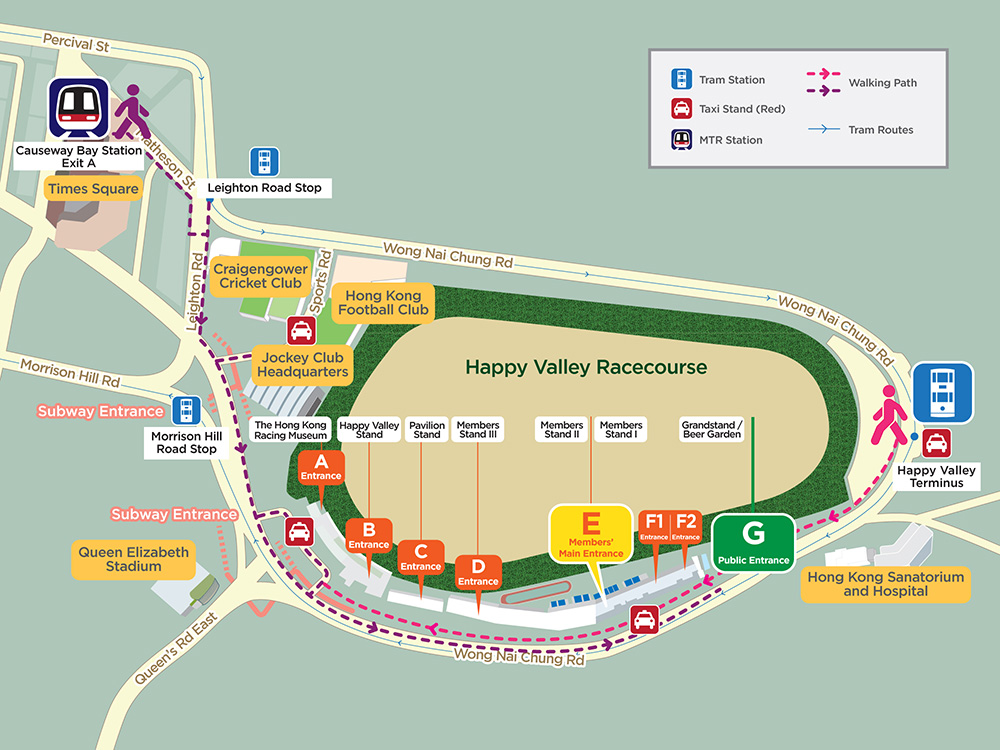 Percival St
Causeway Bay Station
Exit A
Matheson St
Times Square
Leighton Road Stop
Tram Station
Taxi Stand (Red)
MTR Station
Walking Path
Tram Routes
Wong Nai Chung Rd
Wong Nai Chung Rd
Leighton Rd
Craigengower
Cricket Club
Sports Rd
Hong Kong
Football Club
Jockey Club
Headquarters
Happy Valley Racecourse
Morrison Hill Rd
Subway Entrance
Morrison Hill
Road Stop
The Hong Kong
Racing Museum
Happy Valley
Stand
Pavilion
Stand
Members
Stand III
Members
Stand II
Members
Stand I
Grandstand /
Beer Garden
Happy Valley
Terminus
A
Entrance
B
Entrance
C
Entrance
D
Entrance
E
Members'
Main Entrance
F1
Entrance
F2
Entrance
G
Public Entrance
Subway Entrance
Queen Elizabeth
Stadium
Hong Kong Sanatorium
and Hospital
Queen's Rd East
Wong Nai Chung Rd